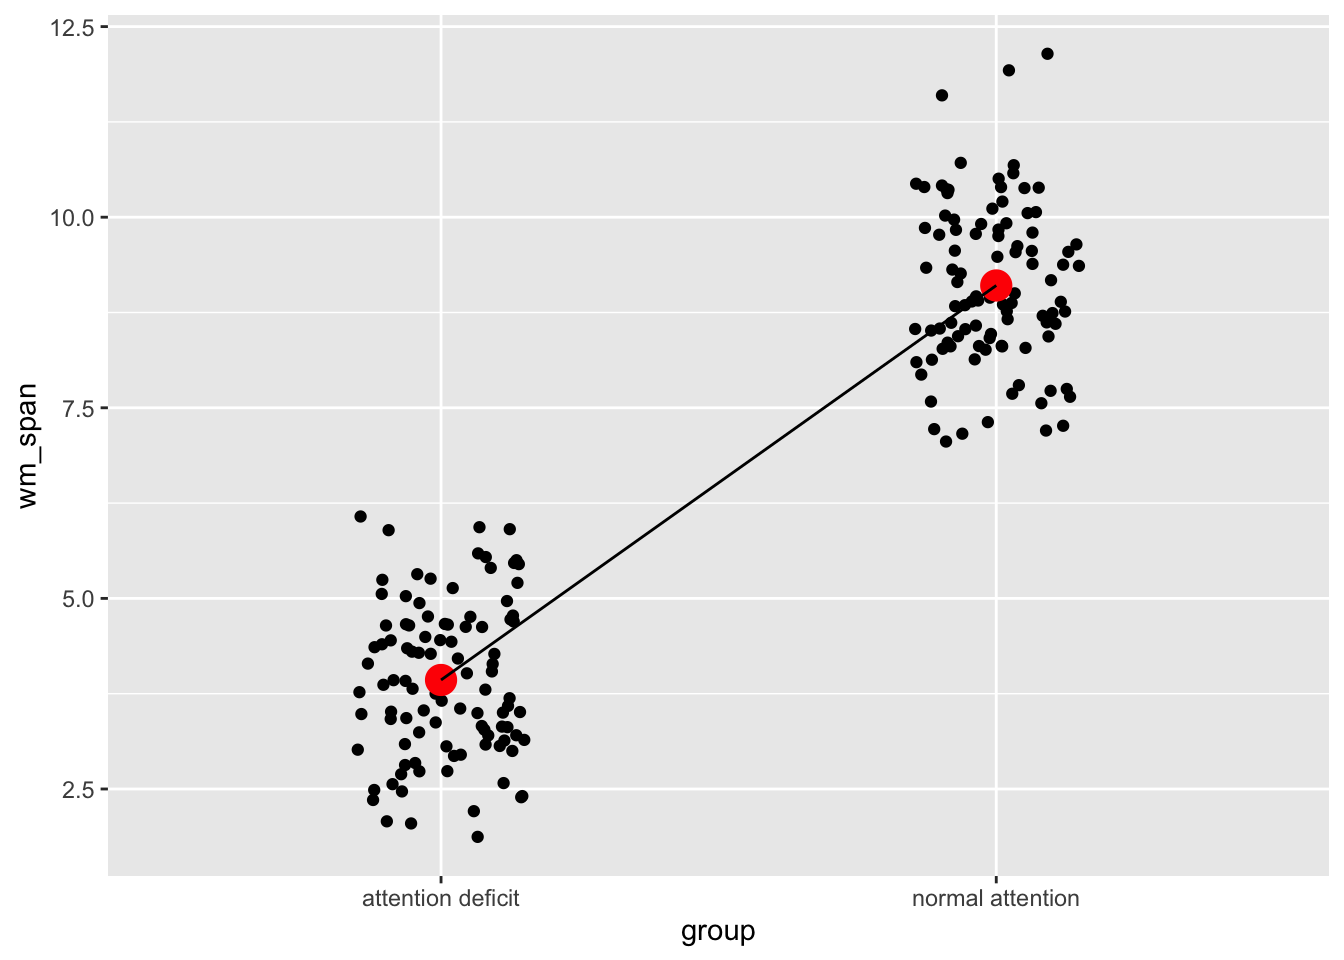 12.5
10.0
7.5
5.0
2.5
wm_span
attention deficit
normal attention
group